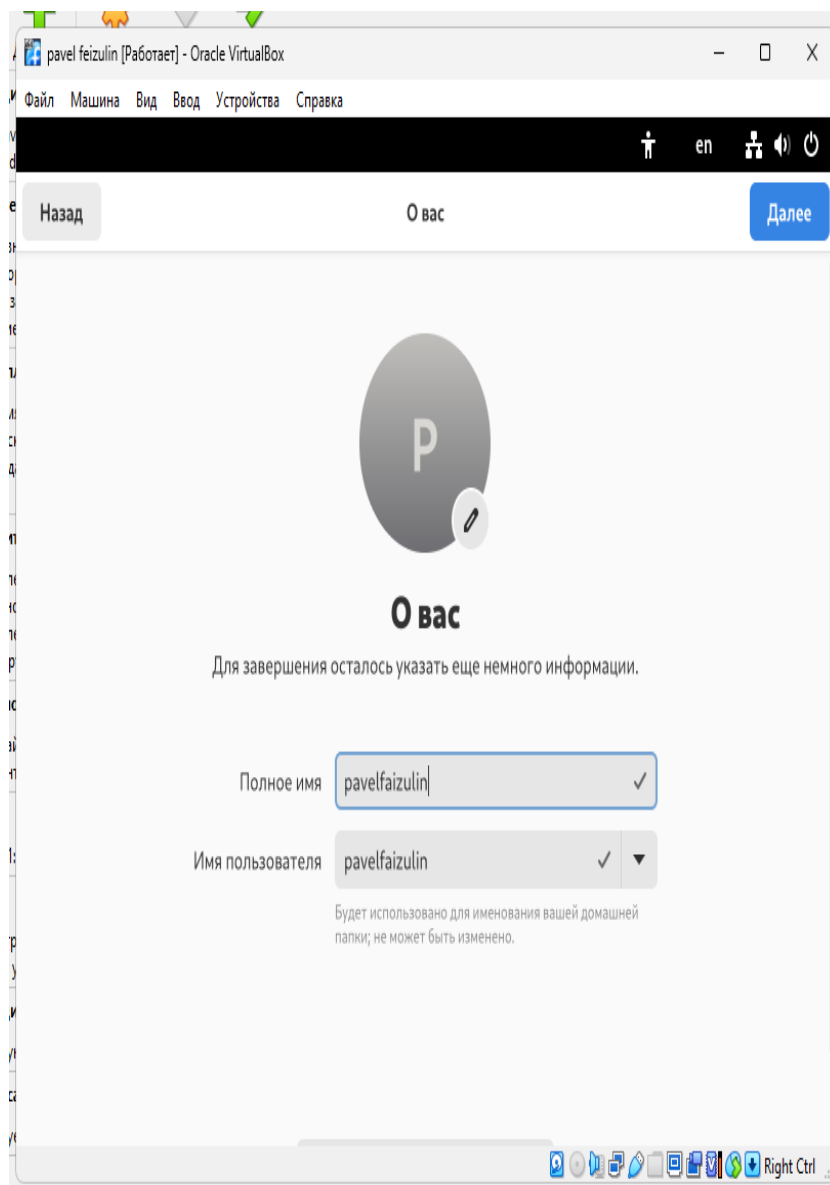 pavel feizulin [Работает] - Oracle VirtualBox
Файл Машина Вид Ввод Устройства Справка
en
Назад О вас Далее
P
О вас
Для завершения осталось указать еще немного информации.
Полное имя pavelfaizulin
Имя пользователя pavelfaizulin
Будет использовано для именования вашей домашней
папки; не может быть изменено.
Right Ctrl